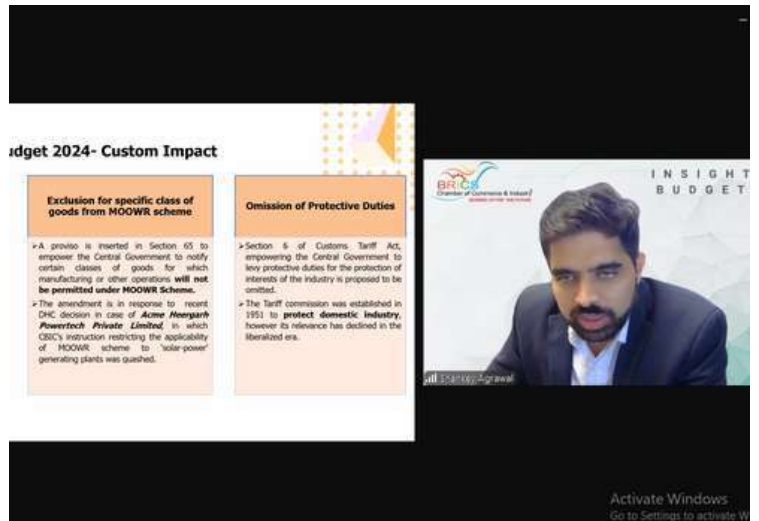 udget 2024- Custom Impact
Exclusion for specific class of
goods from MOOWR scheme
➢A proviso is inserted in Section 65 to
empower the Central Government to notify
certain classes of goods for which
manufacturing or other operations will not
be permitted under MOOWR Scheme.
➢The amendment is in response to recent
DHC decision in case of Acme Heergarh
Powertech Private Limited, in which
CBIC's instruction restricting the applicability
of MOOWR scheme to 'solar-power'
generating plants was quashed.
Omission of Protective Duties
➢Section 6 of Customs Tariff Act,
empowering the Central Government to
levy protective duties for the protection of
interests of the industry is proposed to be
omitted.
➢The Tariff commission was established in
1951 to protect domestic industry,
however its relevance has declined in the
liberalized era.
BRICS
Chamber of Commerce & Industry
INSIGHT
BUDGET
Shankey Agrawal
Activate Windows
Go to Settings to activate W